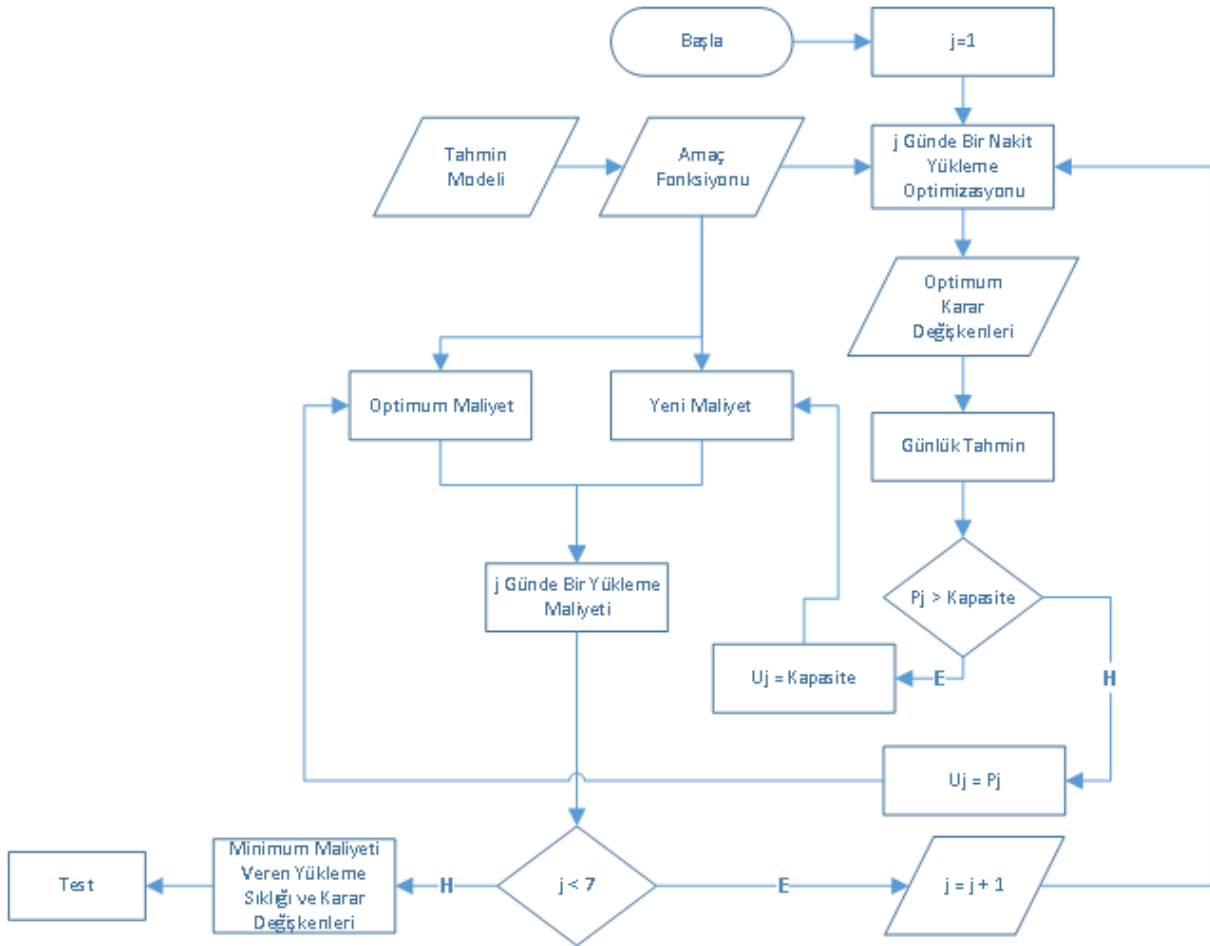 Başla
j=1
Tahmin
Modeli
Amaç
Fonksiyonu
j Günde Bir Nakit
Yükleme
Optimizasyonu
Optimum
Karar
Değişkenleri
Optimum Maliyet
Yeni Maliyet
Günlük Tahmin
j Günde Bir Yükleme
Maliyeti
Pj > Kapasite
Uj = Kapasite
E
H
Uj = Pj
Test
Minimum Maliyeti
Veren Yükleme
Sıklığı ve Karar
Değişkenleri
H
j < 7
E
j = j + 1